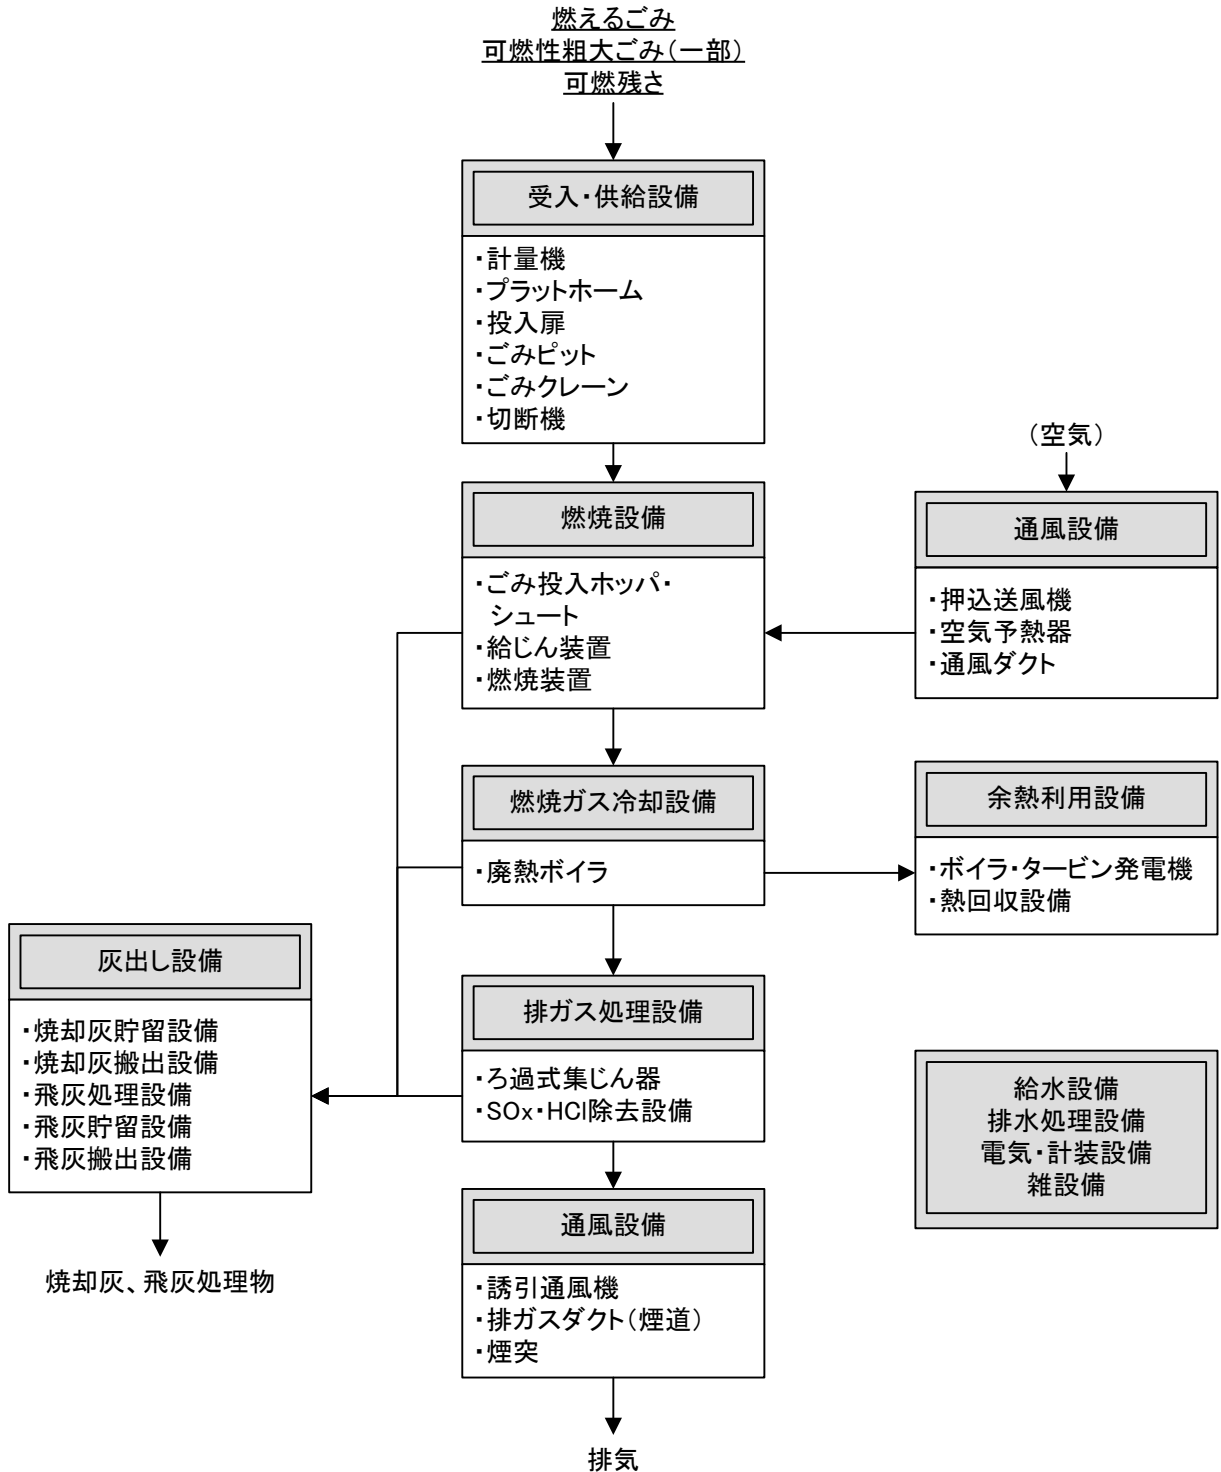 燃えるごみ
可燃性粗大ごみ（一部）
可燃残さ
受入・供給設備
・計量機
・プラットホーム
・投入扉
・ごみピット
・ごみクレーン
・切断機
（空気）
燃焼設備
・ごみ投入ホッパ・
シュート
・給じん装置
・燃焼装置
通風設備
・押込送風機
・空気予熱器
・通風ダクト
燃焼ガス冷却設備
・廃熱ボイラ
余熱利用設備
・ボイラ・タービン発電機
・熱回収設備
灰出し設備
・焼却灰貯留設備
・焼却灰搬出設備
・飛灰処理設備
・飛灰貯留設備
・飛灰搬出設備
焼却灰、飛灰処理物
排ガス処理設備
・ろ過式集じん器
・SOx・HCl除去設備
給水設備
排水処理設備
電気・計装設備
雑設備
通風設備
・誘引通風機
・排ガスダクト（煙道）
・煙突
排気